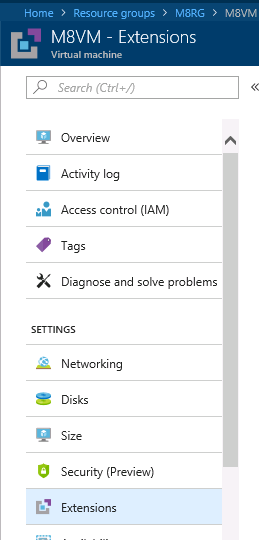 Home > Resource groups > M8RG > M8VM
M8VM - Extensions
Virtual machine
Search (Ctrl+/)
Overview
Activity log
Access control (IAM)
Tags
Diagnose and solve problems
SETTINGS
Networking
Disks
Size
Security (Preview)
Extensions